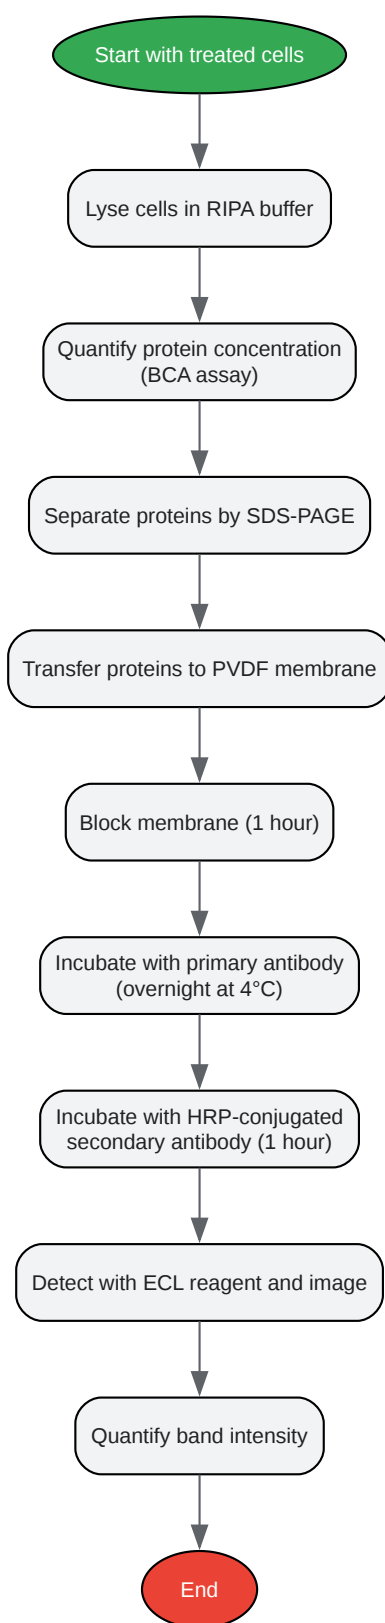 Start with treated cells
Lyse cells in RIPA buffer
Quantify protein concentration
(BCA assay)
Separate proteins by SDS-PAGE
Transfer proteins to PVDF membrane
Block membrane (1 hour)
Incubate with primary antibody
(overnight at 4°C)
Incubate with HRP-conjugated
secondary antibody (1 hour)
Detect with ECL reagent and image
Quantify band intensity
End